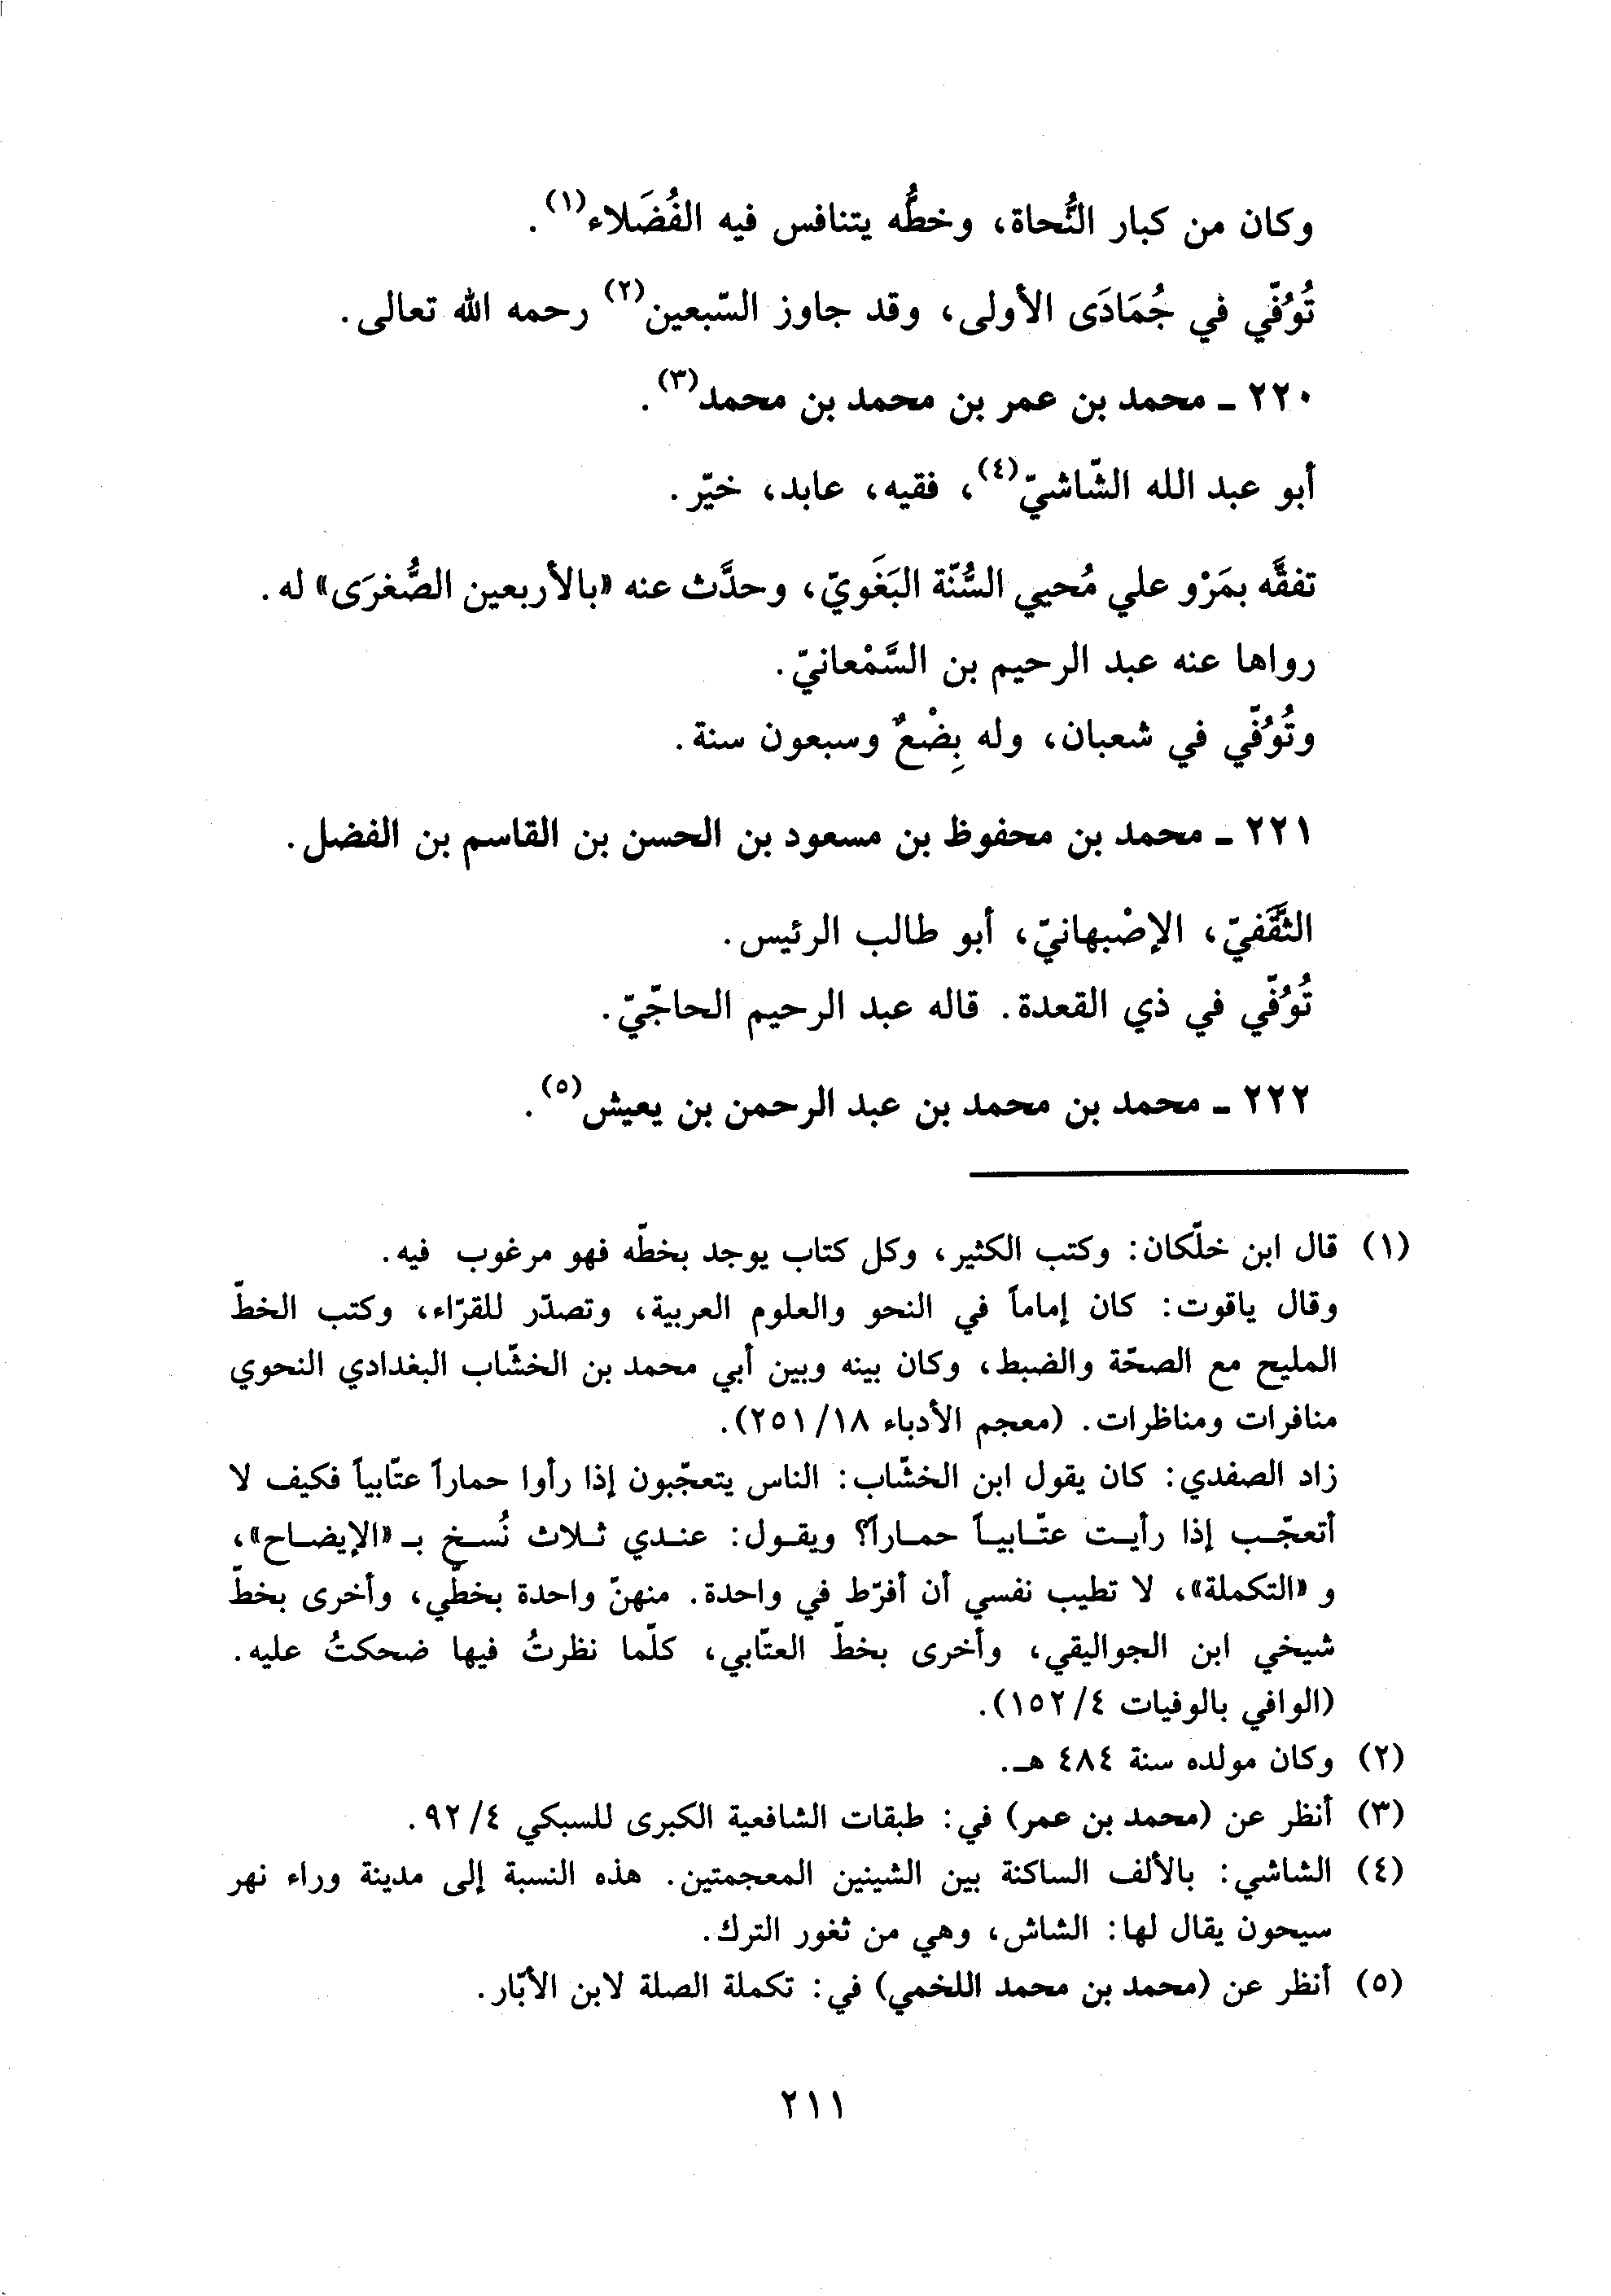 وكان من كبار النُّحاة، وخطُّه يتنافس فيه الفُضَلاء(١).
تُوُفّي في جُمَادَى الأولى، وقد جاوز السّبعين(٢) رحمه الله تعالى.
٢٢٠ ـ محمد بن عمر بن محمد بن محمد(٣).
أبو عبد الله الشّاشيّ(٤)، فقيه، عابد، خيّر.
تفقَّه بمَرْو علي مُحيي السُّنّة البَغَويّ، وحدَّث عنه «بالأربعين الصُّغرَى» له.
رواها عنه عبد الرحيم بن السَّمْعانيّ.
وتُوُفّي في شعبان، وله بِضْعٌ وسبعون سنة.
٢٢١ ـ محمد بن محفوظ بن مسعود بن الحسن بن القاسم بن الفضل.
الثَّقَفيّ، الإصْبهانيّ، أبو طالب الرئيس.
تُوُفّي في ذي القعدة. قاله عبد الرحيم الحاجّيّ.
٢٢٢ ـ محمد بن محمد بن عبد الرحمن بن يعيش(٥).
(١) قال ابن خلّكان: وكتب الكثير، وكل كتاب يوجد بخطّه فهو مرغوب فيه.
وقال ياقوت: كان إماماً في النحو والعلوم العربية، وتصدّر للقرّاء، وكتب الخطّ
المليح مع الصحّة والضبط، وكان بينه وبين أبي محمد بن الخشّاب البغدادي النحوي
منافرات ومناظرات. (معجم الأدباء ١٨/٢٥١).
زاد الصفدي: كان يقول ابن الخشّاب: الناس يتعجّبون إذا رأوا حماراً عتّابياً فكيف لا
أتعجّب إذا رأيت عتّابياً حماراً؟ ويقول: عندي ثلاث نُسخ بـ «الإيضاح»،
و «التكملة»، لا تطيب نفسي أن أفرّط في واحدة. منهنّ واحدة بخطّي، وأخرى بخطّ
شيخي ابن الجواليقي، وأخرى بخطّ العتّابي، كلّما نظرتُ فيها ضحكتُ عليه.
(الوافي بالوفيات ٤/١٥٢).
(٢) وكان مولده سنة ٤٨٤ هـ.
(٣) أنظر عن (محمد بن عمر) في: طبقات الشافعية الكبرى للسبكي ٤/٩٢.
(٤) الشاشي: بالألف الساكنة بين الشينين المعجمتين. هذه النسبة إلى مدينة وراء نهر
سيحون يقال لها: الشاش، وهي من ثغور الترك.
(٥) أنظر عن (محمد بن محمد اللخمي) في: تكملة الصلة لابن الأبّار.
٢١١